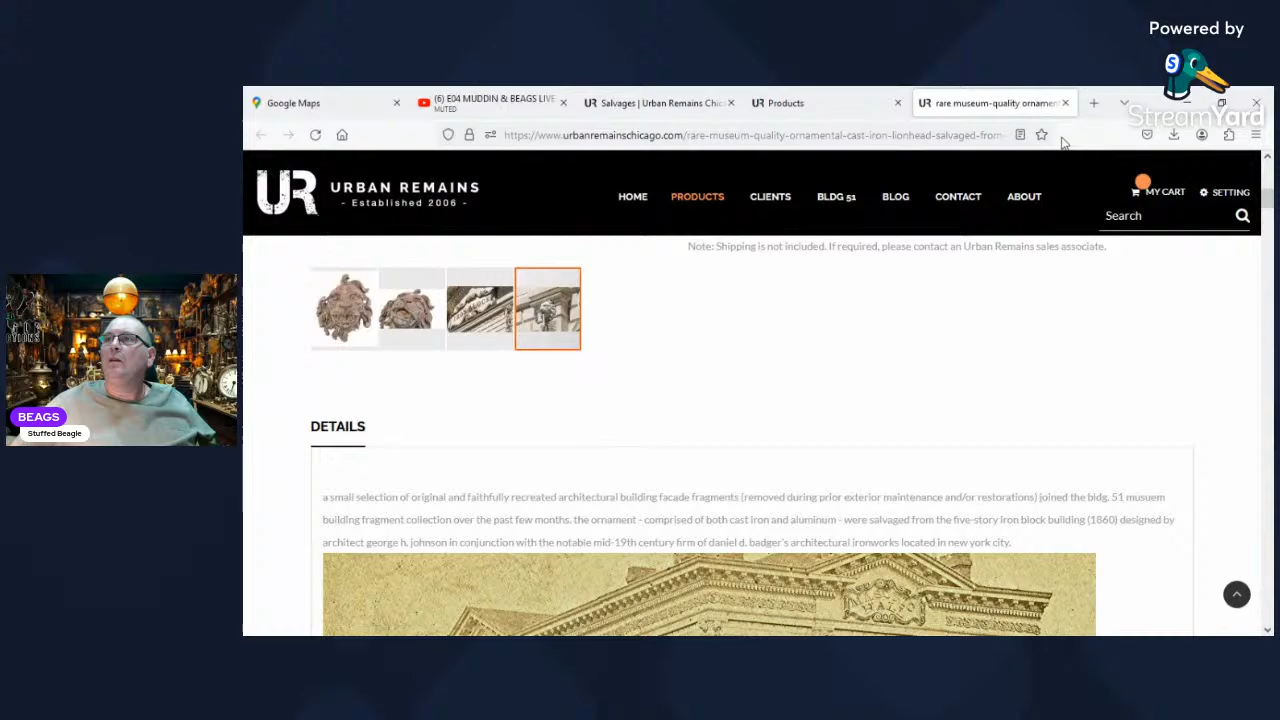 Powered by
StreamYard
Google Maps
(6) E04 MUDDIN & BEAGS LIVE
MUTED
UR Salvages | Urban Remains Chic
UR Products
UR rare museum-quality ornamen
https://www.urbanremainschicago.com/rare-museum-quality-ornamental-cast-iron-lionhead-salvaged-from-
UR URBAN REMAINS
- Established 2006 -
HOME PRODUCTS CLIENTS BLDG 51 BLOG CONTACT ABOUT
MY CART SETTING
Search
Note: Shipping is not included. If required, please contact an Urban Remains sales associate.
BEAGS
Stuffed Beagle
DETAILS
a small selection of original and faithfully recreated architectural building facade fragments (removed during prior exterior maintenance and/or restorations) joined the bldg. 51 musuem
building fragment collection over the past few months. the ornament - comprised of both cast iron and aluminum - were salvaged from the five-story iron block building (1860) designed by
architect george h. johnson in conjunction with the notable mid-19th century firm of daniel d. badger's architectural ironworks located in new york city.